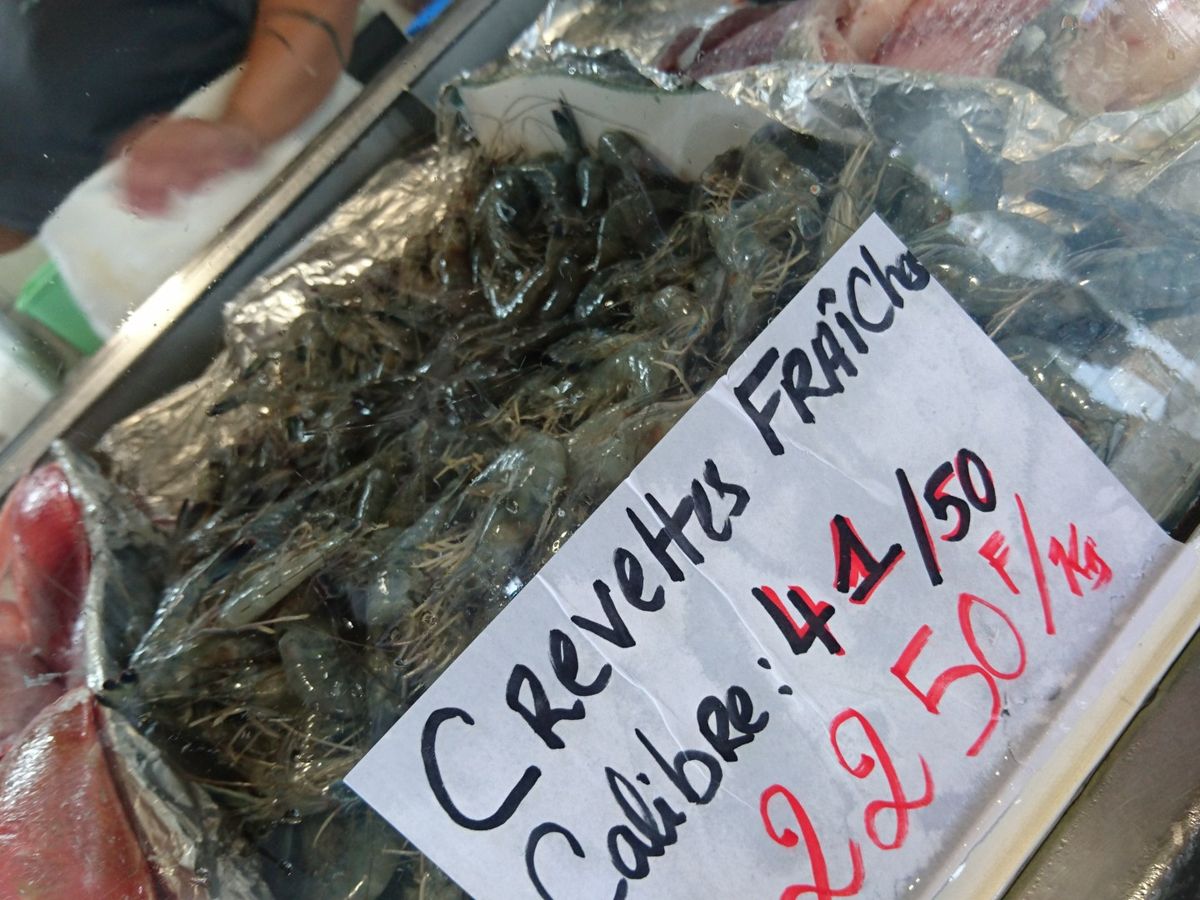 Crevettes FRAÎChes
Calibre : 41/50
2250 F/Kg